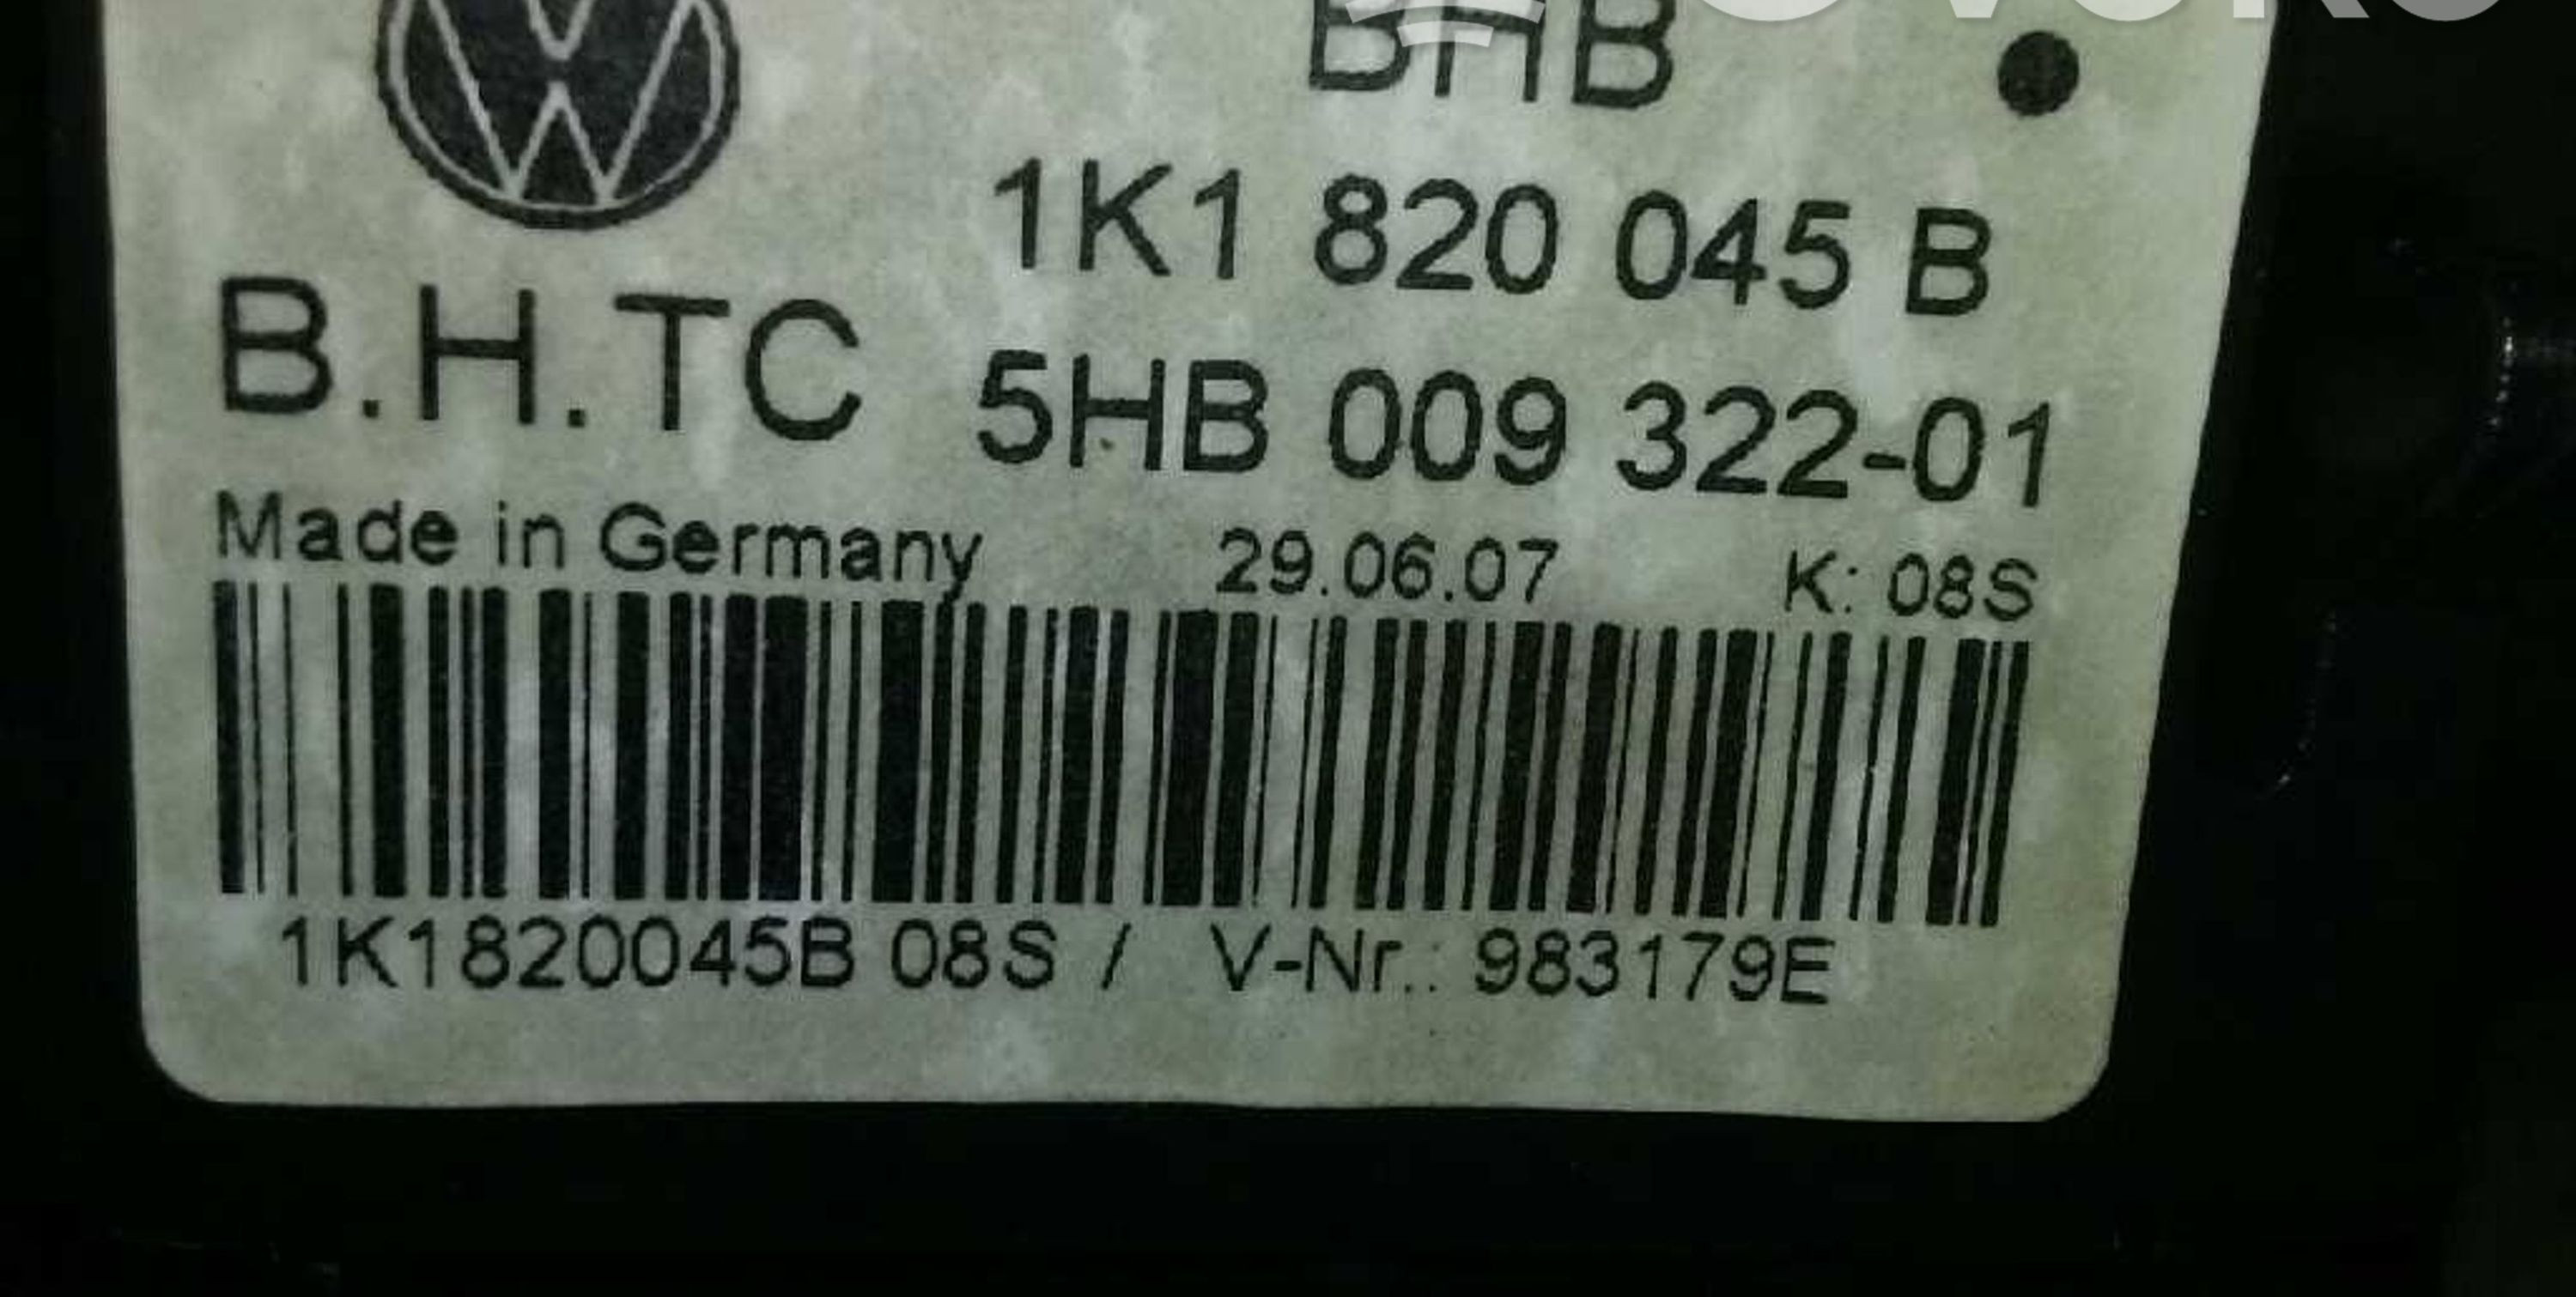 BHB
1K1 820 045 B
B.H.TC 5HB 009 322-01
Made in Germany 29.06.07 K: 08S
1K1820045B 08S / V-Nr.: 983179E